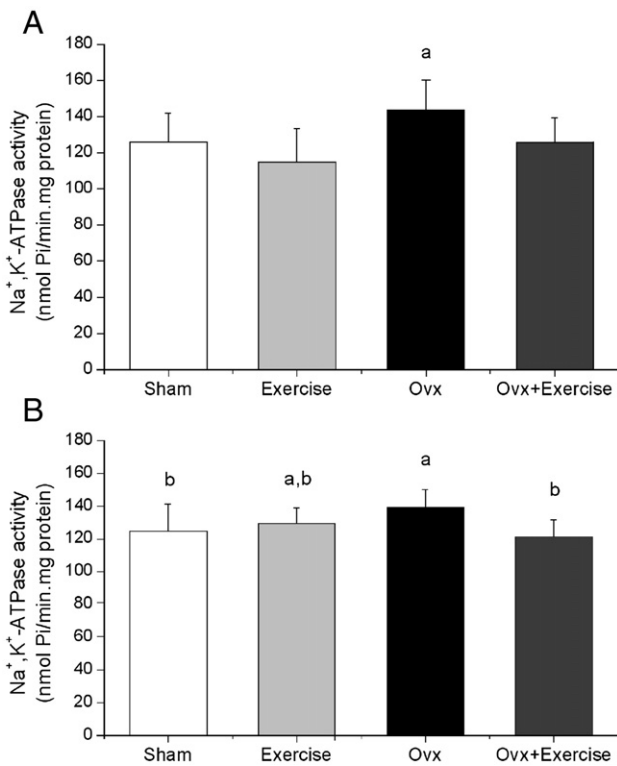 A
a
Na⁺,K⁺-ATPase activity
(nmol Pi/min.mg protein)
180
160
140
120
100
80
60
40
20
0
Sham Exercise Ovx Ovx+Exercise
B
b a,b a b
Na⁺,K⁺-ATPase activity
(nmol Pi/min.mg protein)
180
160
140
120
100
80
60
40
20
0
Sham Exercise Ovx Ovx+Exercise